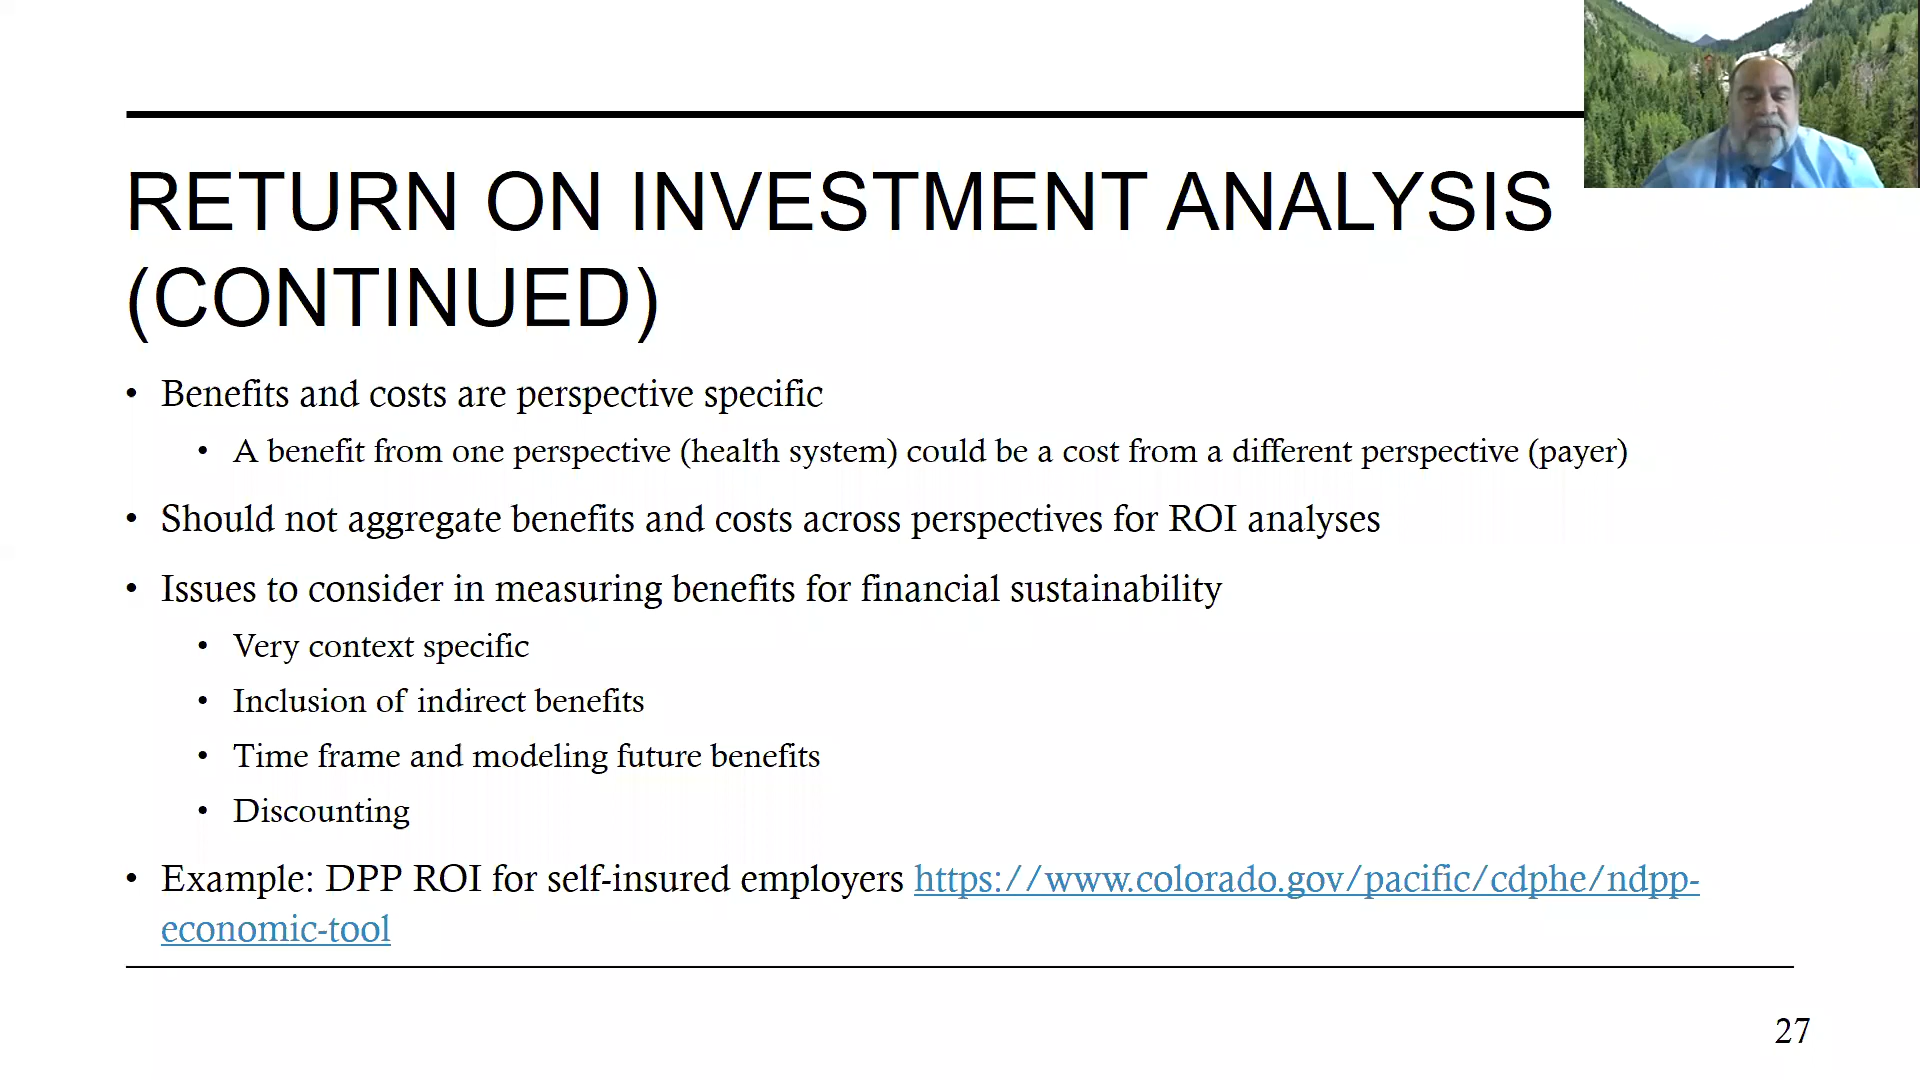 RETURN ON INVESTMENT ANALYSIS
(CONTINUED)
• Benefits and costs are perspective specific
• A benefit from one perspective (health system) could be a cost from a different perspective (payer)
• Should not aggregate benefits and costs across perspectives for ROI analyses
• Issues to consider in measuring benefits for financial sustainability
• Very context specific
• Inclusion of indirect benefits
• Time frame and modeling future benefits
• Discounting
• Example: DPP ROI for self-insured employers https://www.colorado.gov/pacific/cdphe/ndpp-
economic-tool
27